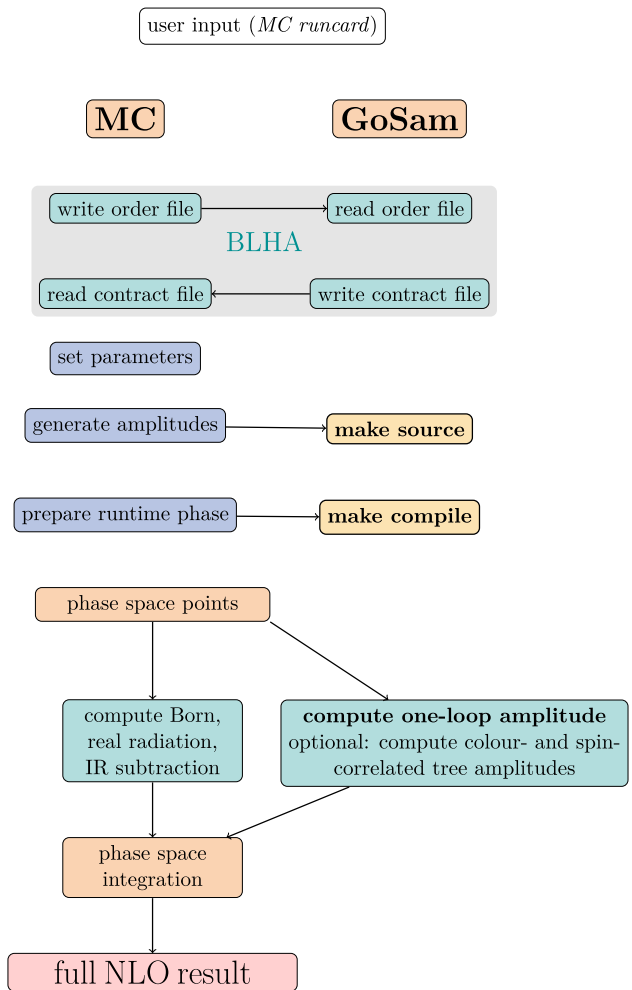 user input (MC runcard)
MC
GoSam
write order file
read order file
BLHA
read contract file
write contract file
set parameters
generate amplitudes
make source
prepare runtime phase
make compile
phase space points
compute Born,
real radiation,
IR subtraction
compute one-loop amplitude
optional: compute colour- and spin-
correlated tree amplitudes
phase space
integration
full NLO result